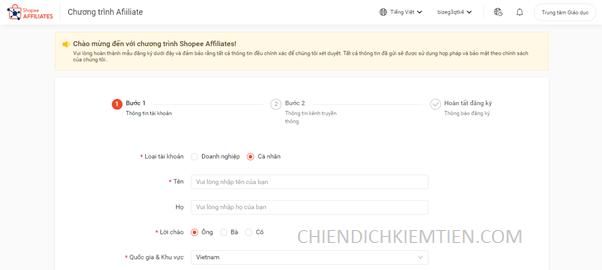 Shopee AFFILIATES
Chương trình Afiiliate
Tiếng Việt
bizeg3qti4
Trung tâm Giáo dục
Chào mừng đến với chương trình Shopee Affiliates!
Vui lòng hoàn thành mẫu đăng ký dưới đây và đảm bảo rằng tất cả thông tin đều chính xác để chúng tôi xét duyệt. Tất cả thông tin đã gửi sẽ được sử dụng hợp pháp và bảo mật theo chính sách
của chúng tôi.
1 Bước 1
Thông tin tài khoản
2 Bước 2
Thông tin kênh truyền
thông
Hoàn tất đăng ký
Thông báo đăng ký
* Loại tài khoản Doanh nghiệp Cá nhân
* Tên Vui lòng nhập tên của bạn
Họ Vui lòng nhập họ của bạn
* Lời chào Ông Bà Cô
CHIENDICHKIEMTIEN.COM
* Quốc gia & Khu vực Vietnam